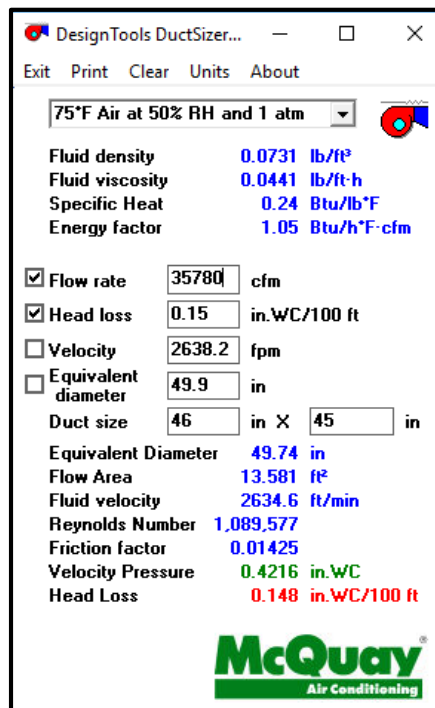 DesignTools DuctSizer...
Exit Print Clear Units About
75°F Air at 50% RH and 1 atm
Fluid density 0.0731 lb/ft³
Fluid viscosity 0.0441 lb/ft·h
Specific Heat 0.24 Btu/lb°F
Energy factor 1.05 Btu/h°F·cfm
Flow rate 35780 cfm
Head loss 0.15 in.WC/100 ft
Velocity 2638.2 fpm
Equivalent
diameter 49.9 in
Duct size 46 in X 45 in
Equivalent Diameter 49.74 in
Flow Area 13.581 ft²
Fluid velocity 2634.6 ft/min
Reynolds Number 1,089,577
Friction factor 0.01425
Velocity Pressure 0.4216 in.WC
Head Loss 0.148 in.WC/100 ft
McQuay®
Air Conditioning